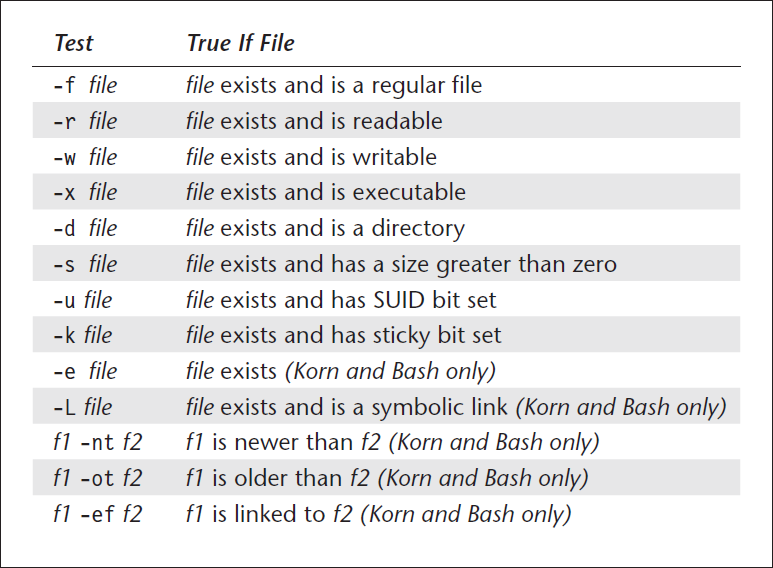 Test True If File
-f file file exists and is a regular file
-r file file exists and is readable
-w file file exists and is writable
-x file file exists and is executable
-d file file exists and is a directory
-s file file exists and has a size greater than zero
-u file file exists and has SUID bit set
-k file file exists and has sticky bit set
-e file file exists (Korn and Bash only)
-L file file exists and is a symbolic link (Korn and Bash only)
f1 -nt f2 f1 is newer than f2 (Korn and Bash only)
f1 -ot f2 f1 is older than f2 (Korn and Bash only)
f1 -ef f2 f1 is linked to f2 (Korn and Bash only)